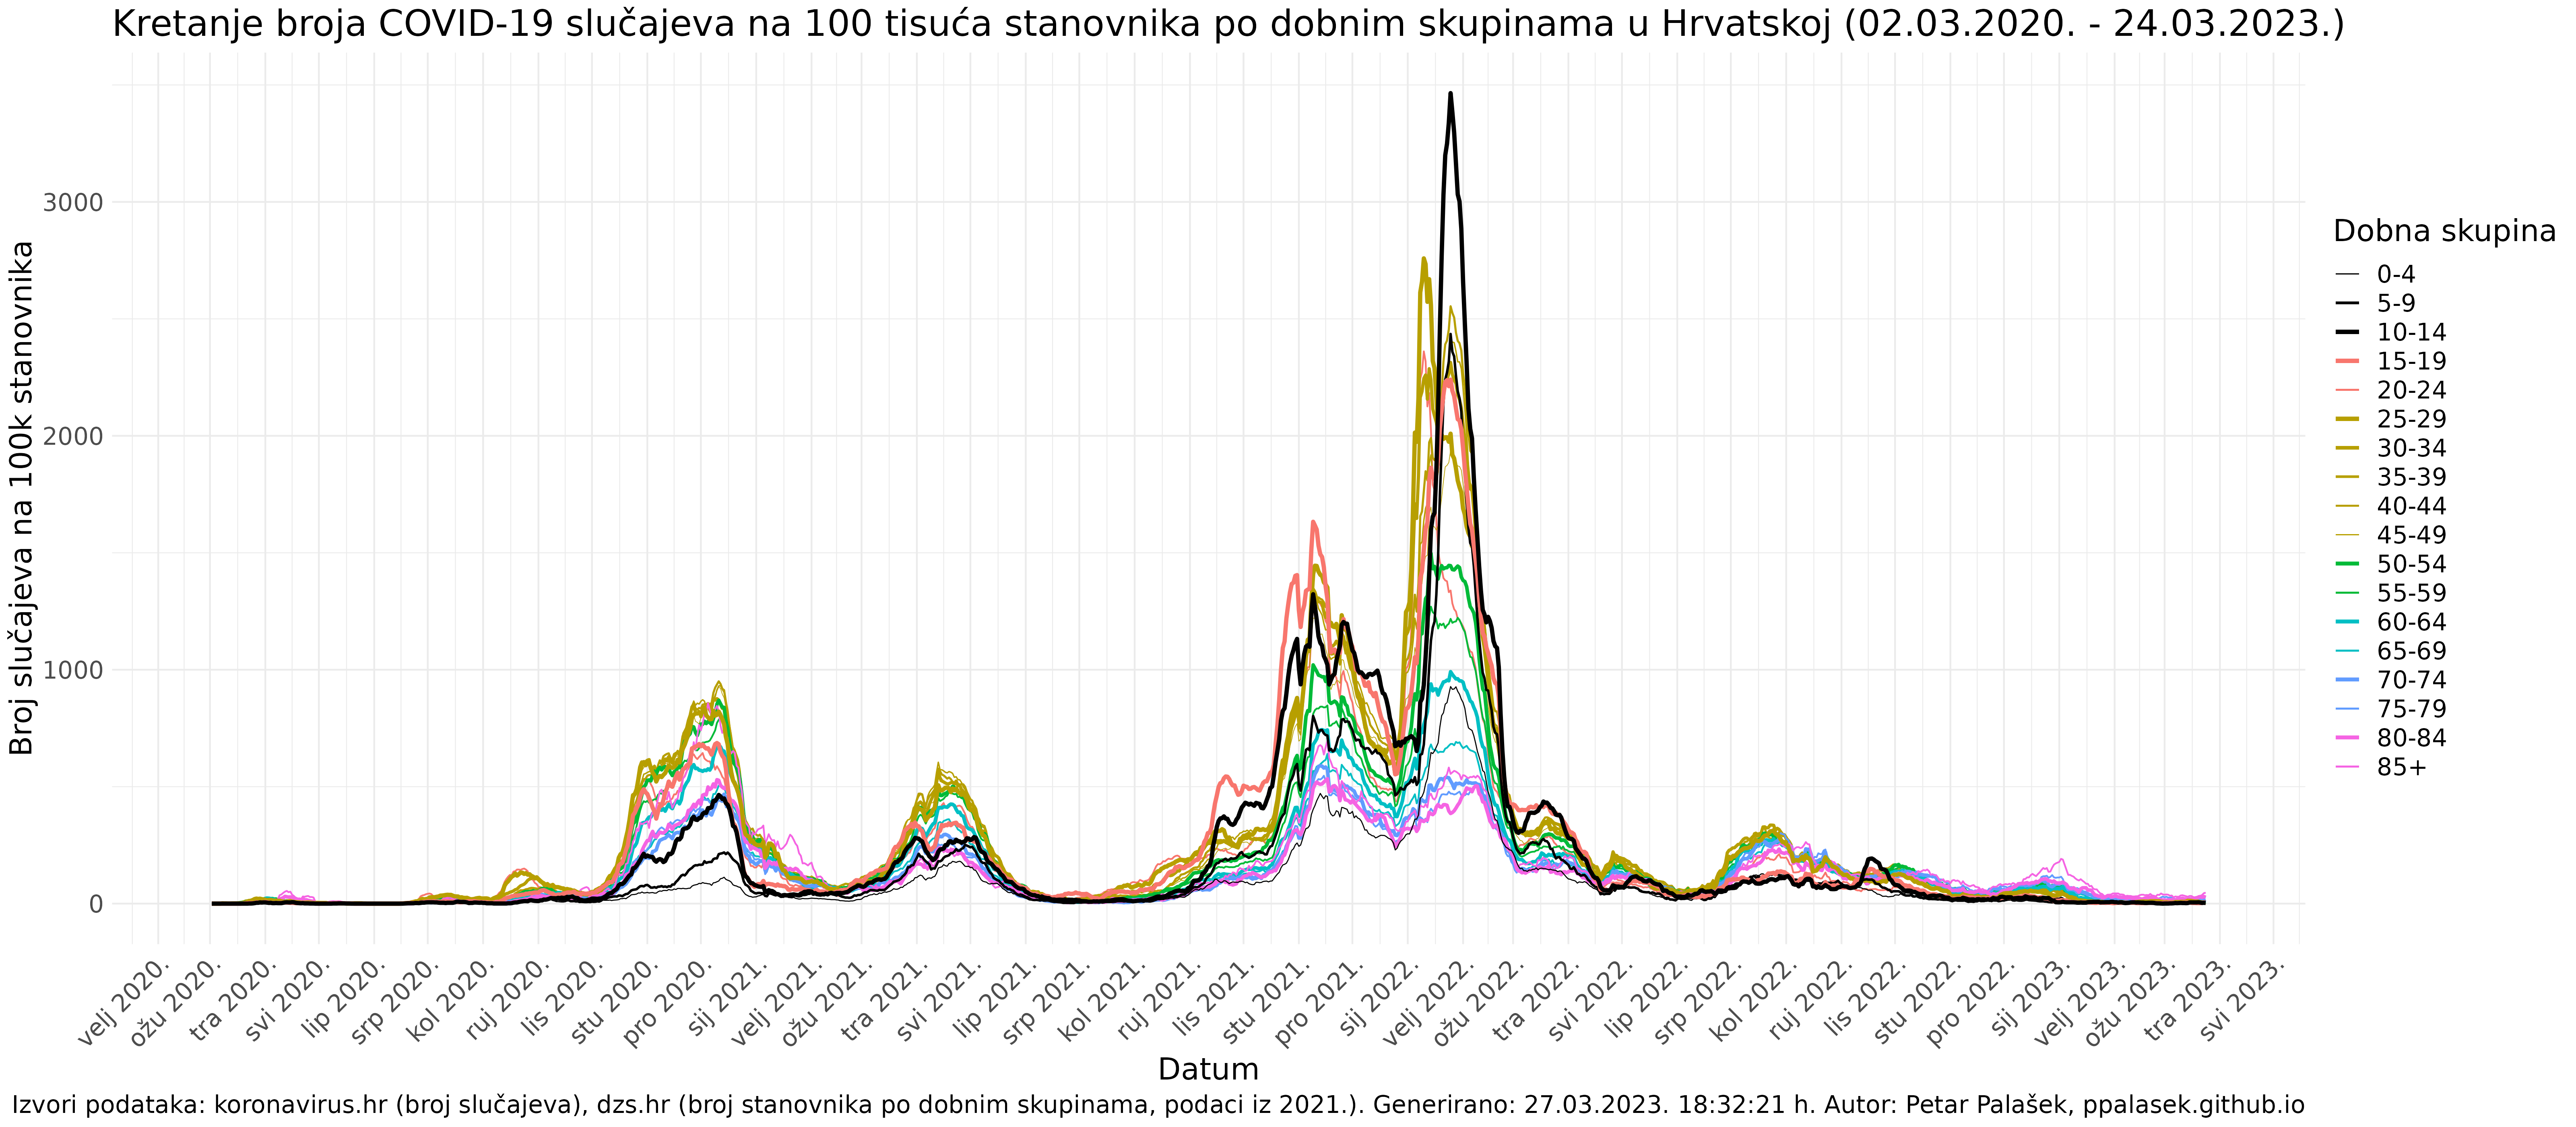 Kretanje broja COVID-19 slučajeva na 100 tisuća stanovnika po dobnim skupinama u Hrvatskoj (02.03.2020. - 24.03.2023.)
Broj slučajeva na 100k stanovnika
3000
2000
1000
0
velj 2020.
ožu 2020.
tra 2020.
svi 2020.
lip 2020.
srp 2020.
kol 2020.
ruj 2020.
lis 2020.
stu 2020.
pro 2020.
sij 2021.
velj 2021.
ožu 2021.
tra 2021.
svi 2021.
lip 2021.
srp 2021.
kol 2021.
ruj 2021.
lis 2021.
stu 2021.
pro 2021.
sij 2022.
velj 2022.
ožu 2022.
tra 2022.
svi 2022.
lip 2022.
srp 2022.
kol 2022.
ruj 2022.
lis 2022.
stu 2022.
pro 2022.
sij 2023.
velj 2023.
ožu 2023.
tra 2023.
svi 2023.
Datum
Dobna skupina
0-4
5-9
10-14
15-19
20-24
25-29
30-34
35-39
40-44
45-49
50-54
55-59
60-64
65-69
70-74
75-79
80-84
85+
Izvori podataka: koronavirus.hr (broj slučajeva), dzs.hr (broj stanovnika po dobnim skupinama, podaci iz 2021.). Generirano: 27.03.2023. 18:32:21 h. Autor: Petar Palašek, ppalasek.github.io